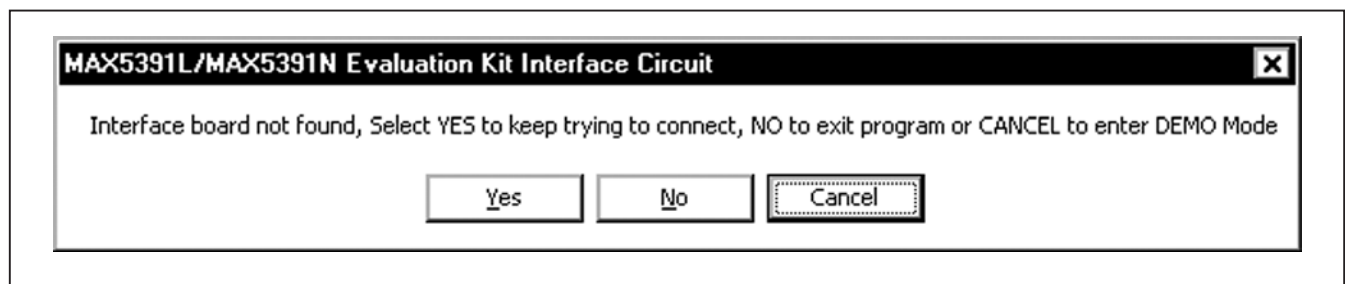 MAX5391L/MAX5391N Evaluation Kit Interface Circuit
Interface board not found, Select YES to keep trying to connect, NO to exit program or CANCEL to enter DEMO Mode
Yes No Cancel